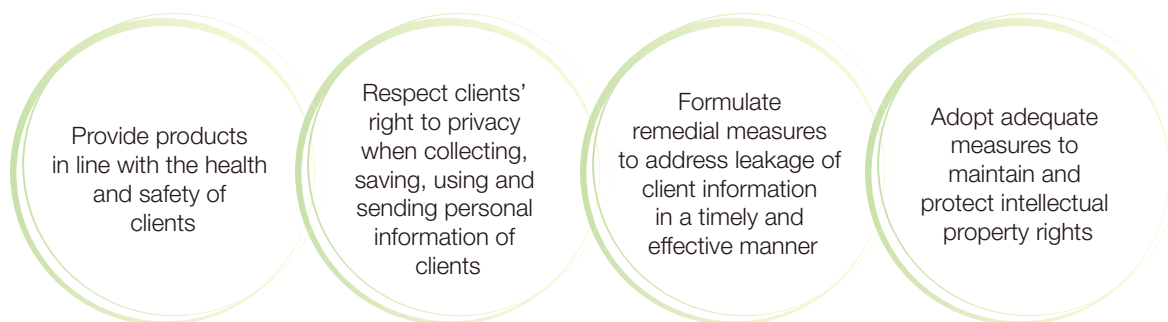 Provide products
in line with the health
and safety of
clients
Respect clients’
right to privacy
when collecting,
saving, using and
sending personal
information of
clients
Formulate
remedial measures
to address leakage of
client information
in a timely and
effective manner
Adopt adequate
measures to
maintain and
protect intellectual
property rights